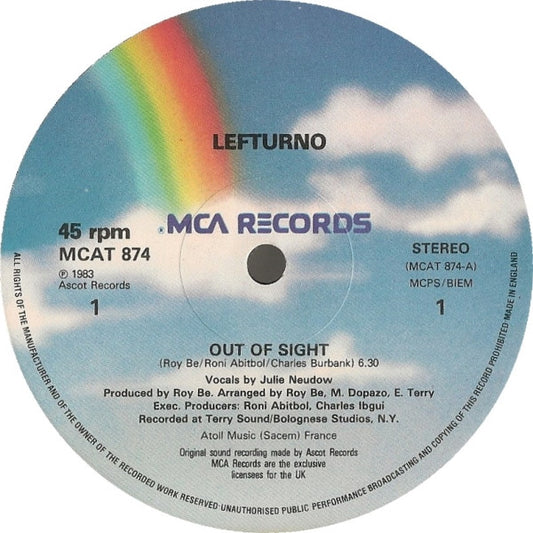 LEFTURNO
® MCA RECORDS
45 rpm
MCAT 874
℗ 1983
Ascot Records
1
STEREO
(MCAT 874-A)
MCPS/BIEM
1
OUT OF SIGHT
(Roy Be/Roni Abitbol/Charles Burbank) 6.30
Vocals by Julie Neudow
Produced by Roy Be. Arranged by Roy Be, M. Dopazo, E. Terry
Exec. Producers: Roni Abitbol, Charles Ibgui
Recorded at Terry Sound/Bolognese Studios, N.Y.
Atoll Music (Sacem) France
Original sound recording made by Ascot Records
MCA Records are the exclusive
licensees for the UK
ALL RIGHTS OF THE MANUFACTURER AND OF THE OWNER OF THE RECORDED WORK RESERVED·UNAUTHORISED PUBLIC PERFORMANCE BROADCASTING AND COPYING OF THIS RECORD PROHIBITED·MADE IN ENGLAND